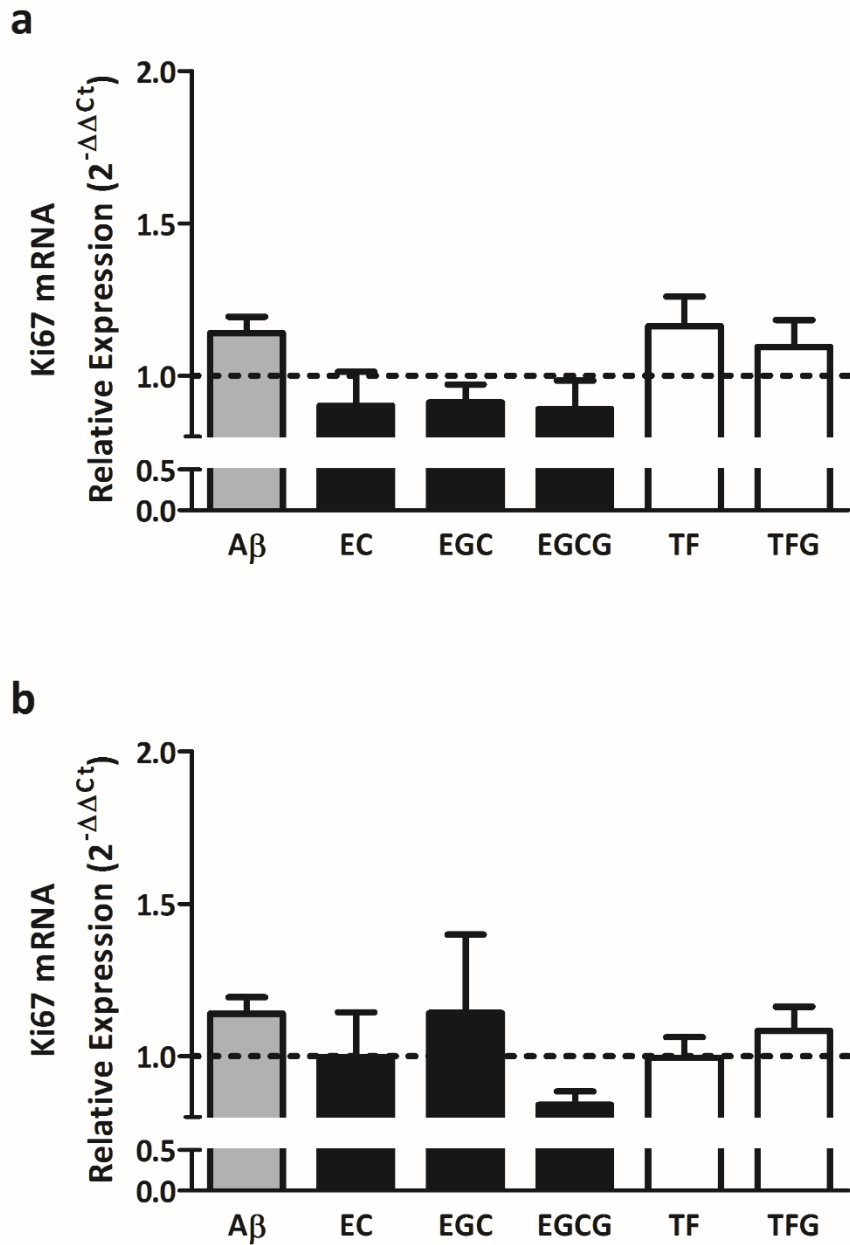 a
Ki67 mRNA
Relative Expression (2^-ΔΔCt)
2.0
1.5
1.0
0.5
0.0
Aβ EC EGC EGCG TF TFG
b
Ki67 mRNA
Relative Expression (2^-ΔΔCt)
2.0
1.5
1.0
0.5
0.0
Aβ EC EGC EGCG TF TFG